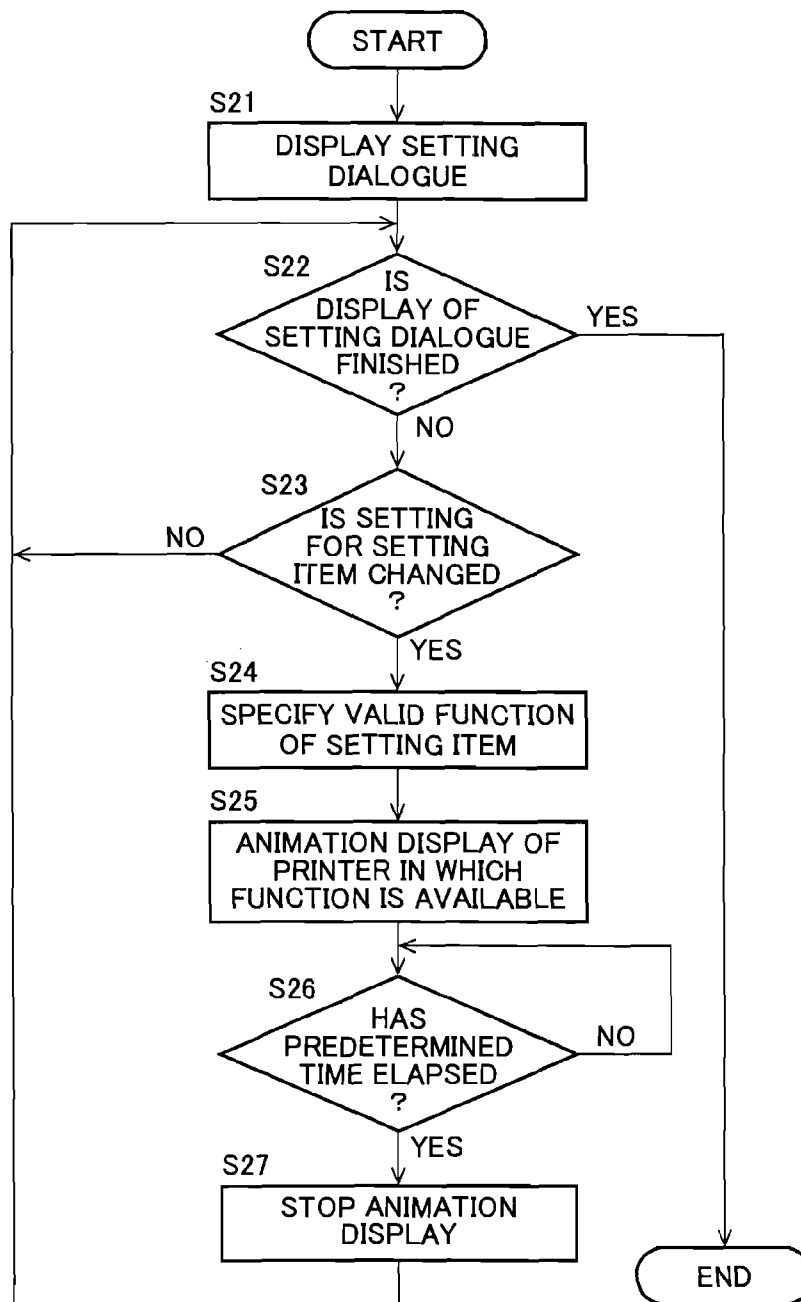 START
S21
DISPLAY SETTING
DIALOGUE
S22
IS
DISPLAY OF
SETTING DIALOGUE
FINISHED
?
YES
NO
S23
IS SETTING
FOR SETTING
ITEM CHANGED
?
NO
YES
S24
SPECIFY VALID FUNCTION
OF SETTING ITEM
S25
ANIMATION DISPLAY OF
PRINTER IN WHICH
FUNCTION IS AVAILABLE
S26
HAS
PREDETERMINED
TIME ELAPSED
?
NO
YES
S27
STOP ANIMATION
DISPLAY
END